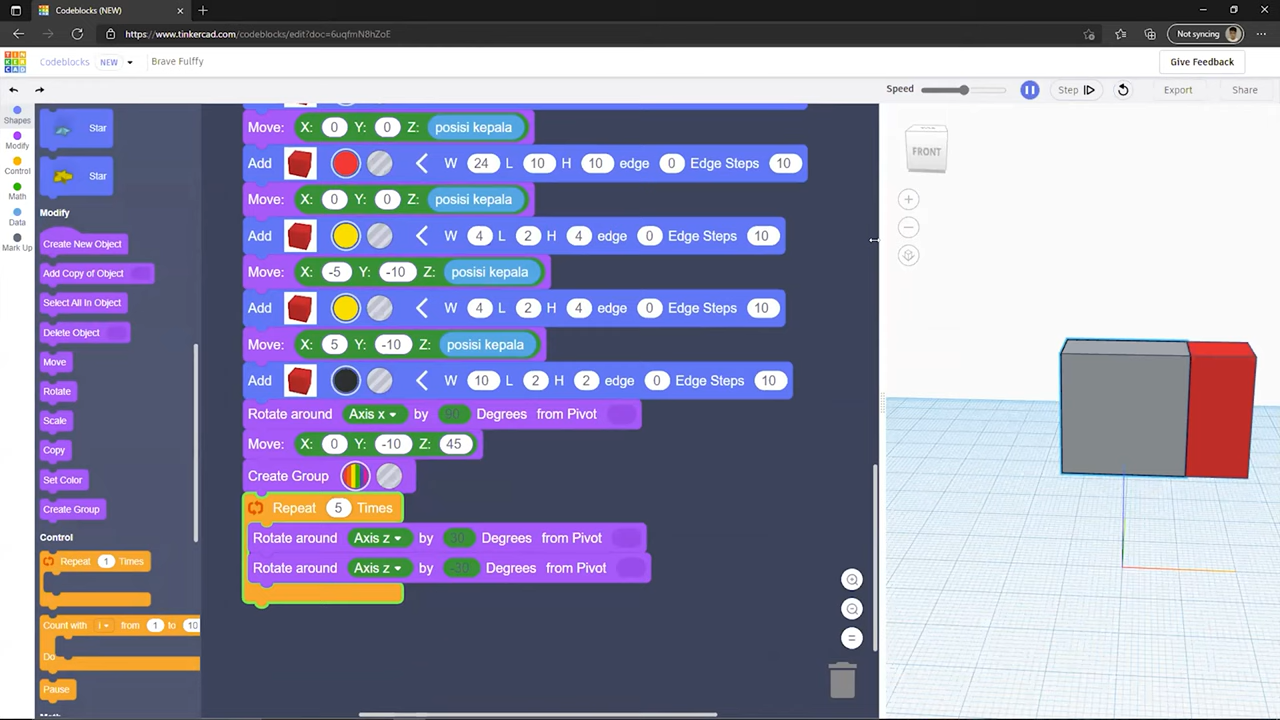 Codeblocks (NEW)
https://www.tinkercad.com/codeblocks/edit?doc=6uqfmN8hZoE
Not syncing
TIN
KER
CAD
Codeblocks NEW Brave Fulffy
Give Feedback
Speed Step Export Share
Shapes
Modify
Control
Math
Data
Mark Up
Star
Star
Modify
Create New Object
Add Copy of Object
Select All In Object
Delete Object
Move
Rotate
Scale
Copy
Set Color
Create Group
Control
Repeat 1 Times
Count with i from 1 to 10
Do
Pause
Move: X: 0 Y: 0 Z: posisi kepala
Add W 24 L 10 H 10 edge 0 Edge Steps 10
Move: X: 0 Y: 0 Z: posisi kepala
Add W 4 L 2 H 4 edge 0 Edge Steps 10
Move: X: -5 Y: -10 Z: posisi kepala
Add W 4 L 2 H 4 edge 0 Edge Steps 10
Move: X: 5 Y: -10 Z: posisi kepala
Add W 10 L 2 H 2 edge 0 Edge Steps 10
Rotate around Axis x by 90 Degrees from Pivot
Move: X: 0 Y: -10 Z: 45
Create Group
Repeat 5 Times
Rotate around Axis z by 30 Degrees from Pivot
Rotate around Axis z by Degrees from Pivot
FRONT